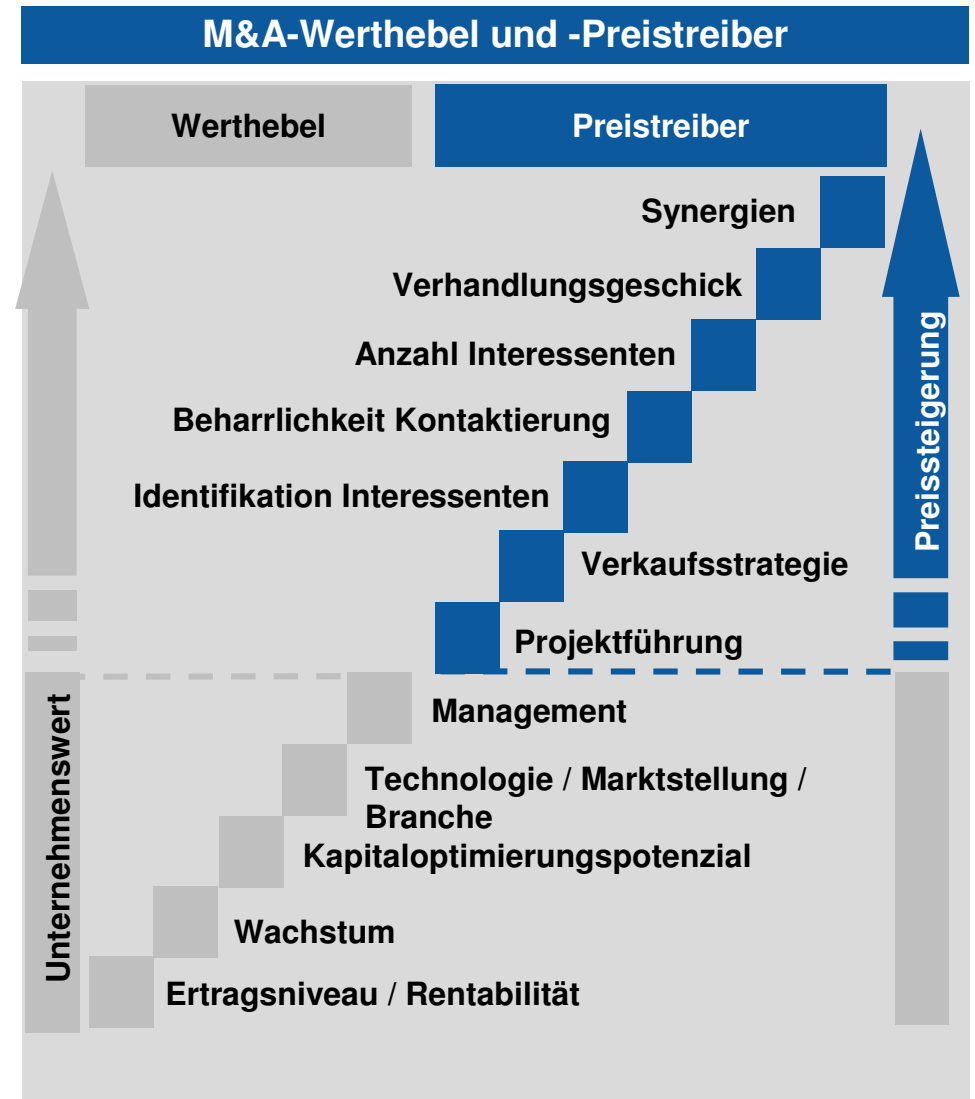 M&A-Werthebel und -Preistreiber
Werthebel
Preistreiber
Synergien
Verhandlungsgeschick
Anzahl Interessenten
Beharrlichkeit Kontaktierung
Identifikation Interessenten
Verkaufsstrategie
Projektführung
Preissteigerung
Management
Technologie / Marktstellung /
Branche
Kapitaloptimierungspotenzial
Wachstum
Ertragsniveau / Rentabilität
Unternehmenswert